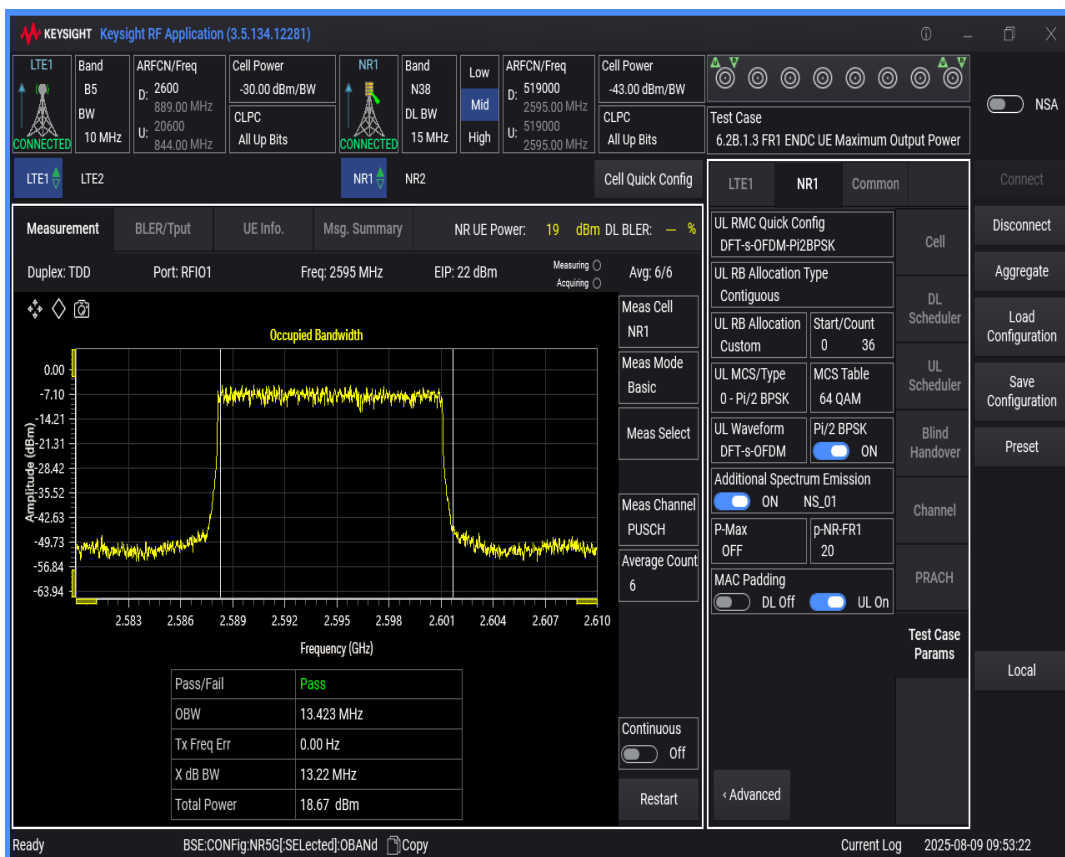 KEYSIGHT Keysight RF Application (3.5.134.12281)
LTE1
CONNECTED
Band
B5
BW
10 MHz
ARFCN/Freq
D: 2600
889.00 MHz
U: 20600
844.00 MHz
Cell Power
-30.00 dBm/BW
CLPC
All Up Bits
NR1
CONNECTED
Band
N38
DL BW
15 MHz
Low
Mid
High
ARFCN/Freq
D: 519000
2595.00 MHz
U: 519000
2595.00 MHz
Cell Power
-43.00 dBm/BW
CLPC
All Up Bits
Test Case
6.2B.1.3 FR1 ENDC UE Maximum Output Power
NSA
LTE1 LTE2 NR1 NR2 Cell Quick Config
Measurement BLER/Tput UE Info. Msg. Summary NR UE Power: 19 dBm DL BLER: --- %
Duplex: TDD Port: RFIO1 Freq: 2595 MHz EIP: 22 dBm Measuring Avg: 6/6
Acquiring
Occupied Bandwidth
Amplitude (dBm)
0.00
-7.10
-14.21
-21.31
-28.42
-35.52
-42.63
-49.73
-56.84
-63.94
2.583 2.586 2.589 2.592 2.595 2.598 2.601 2.604 2.607 2.610
Frequency (GHz)
Pass/Fail Pass
OBW 13.423 MHz
Tx Freq Err 0.00 Hz
X dB BW 13.22 MHz
Total Power 18.67 dBm
Meas Cell
NR1
Meas Mode
Basic
Meas Select
Meas Channel
PUSCH
Average Count
6
Continuous
Off
Restart
LTE1 NR1 Common
UL RMC Quick Config
DFT-s-OFDM-Pi2BPSK
UL RB Allocation Type
Contiguous
UL RB Allocation Start/Count
Custom 0 36
UL MCS/Type MCS Table
0 - Pi/2 BPSK 64 QAM
UL Waveform Pi/2 BPSK
DFT-s-OFDM ON
Additional Spectrum Emission
ON NS_01
P-Max p-NR-FR1
OFF 20
MAC Padding
DL Off UL On
‹ Advanced
Cell
DL
Scheduler
UL
Scheduler
Blind
Handover
Channel
PRACH
Test Case
Params
Connect
Disconnect
Aggregate
Load
Configuration
Save
Configuration
Preset
Local
Ready BSE:CONFig:NR5G[:SELected]:OBANd Copy Current Log 2025-08-09 09:53:22